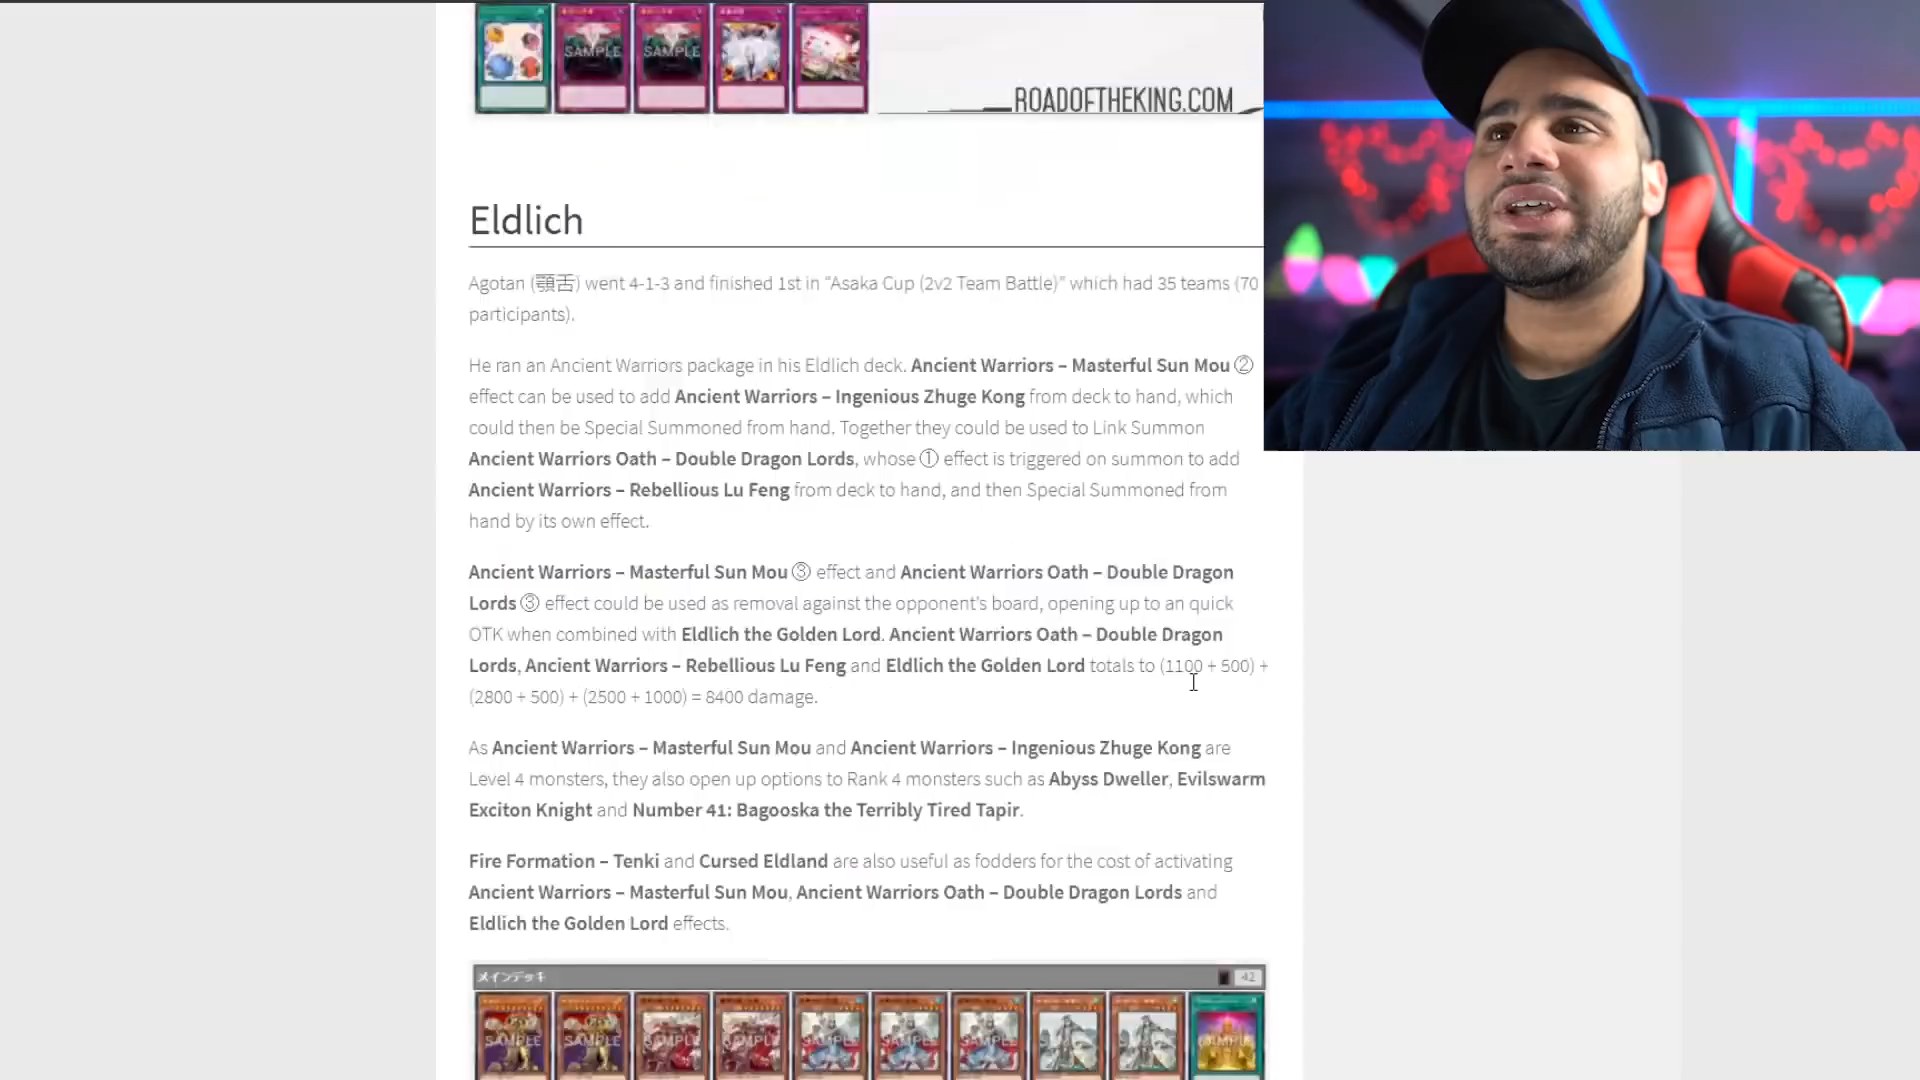 SAMPLE SAMPLE
ROADOFTHEKING.COM
Eldlich
Agotan (顎舌) went 4-1-3 and finished 1st in “Asaka Cup (2v2 Team Battle)” which had 35 teams (70
participants).
He ran an Ancient Warriors package in his Eldlich deck. Ancient Warriors – Masterful Sun Mou ②
effect can be used to add Ancient Warriors – Ingenious Zhuge Kong from deck to hand, which
could then be Special Summoned from hand. Together they could be used to Link Summon
Ancient Warriors Oath – Double Dragon Lords, whose ① effect is triggered on summon to add
Ancient Warriors – Rebellious Lu Feng from deck to hand, and then Special Summoned from
hand by its own effect.
Ancient Warriors – Masterful Sun Mou ③ effect and Ancient Warriors Oath – Double Dragon
Lords ③ effect could be used as removal against the opponent's board, opening up to an quick
OTK when combined with Eldlich the Golden Lord. Ancient Warriors Oath – Double Dragon
Lords, Ancient Warriors – Rebellious Lu Feng and Eldlich the Golden Lord totals to (1100 + 500) +
(2800 + 500) + (2500 + 1000) = 8400 damage.
As Ancient Warriors – Masterful Sun Mou and Ancient Warriors – Ingenious Zhuge Kong are
Level 4 monsters, they also open up options to Rank 4 monsters such as Abyss Dweller, Evilswarm
Exciton Knight and Number 41: Bagooska the Terribly Tired Tapir.
Fire Formation – Tenki and Cursed Eldland are also useful as fodders for the cost of activating
Ancient Warriors – Masterful Sun Mou, Ancient Warriors Oath – Double Dragon Lords and
Eldlich the Golden Lord effects.
メインデッキ 42
SAMPLE SAMPLE SAMPLE SAMPLE SAMPLE SAMPLE SAMPLE SAMPLE SAMPLE SAMPLE